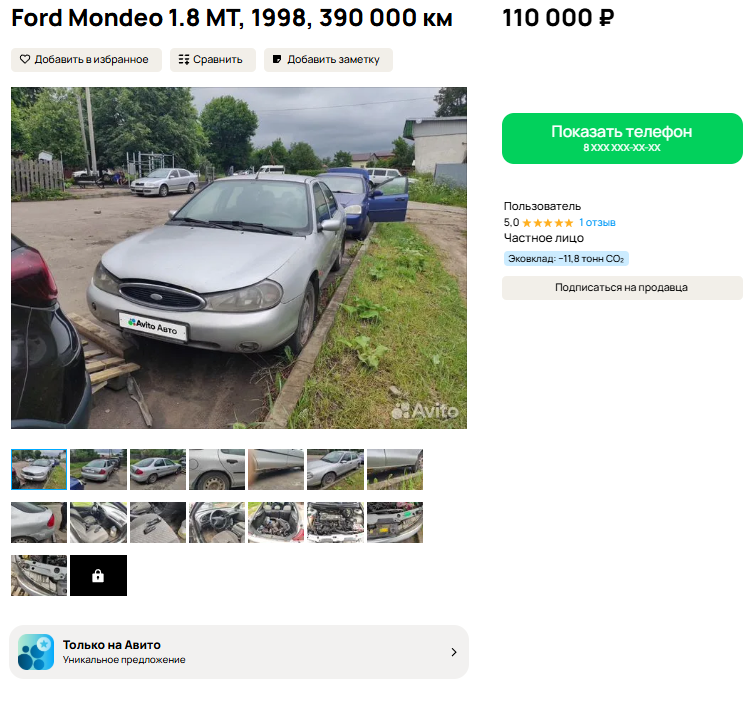 Ford Mondeo 1.8 MT, 1998, 390 000 км
110 000 ₽
Добавить в избранное
Сравнить
Добавить заметку
Показать телефон
8 XXX XXX-XX-XX
Пользователь
5,0 1 отзыв
Частное лицо
Эковклад: −11,8 тонн CO₂
Подписаться на продавца
Avito Авто
Avito
Только на Авито
Уникальное предложение